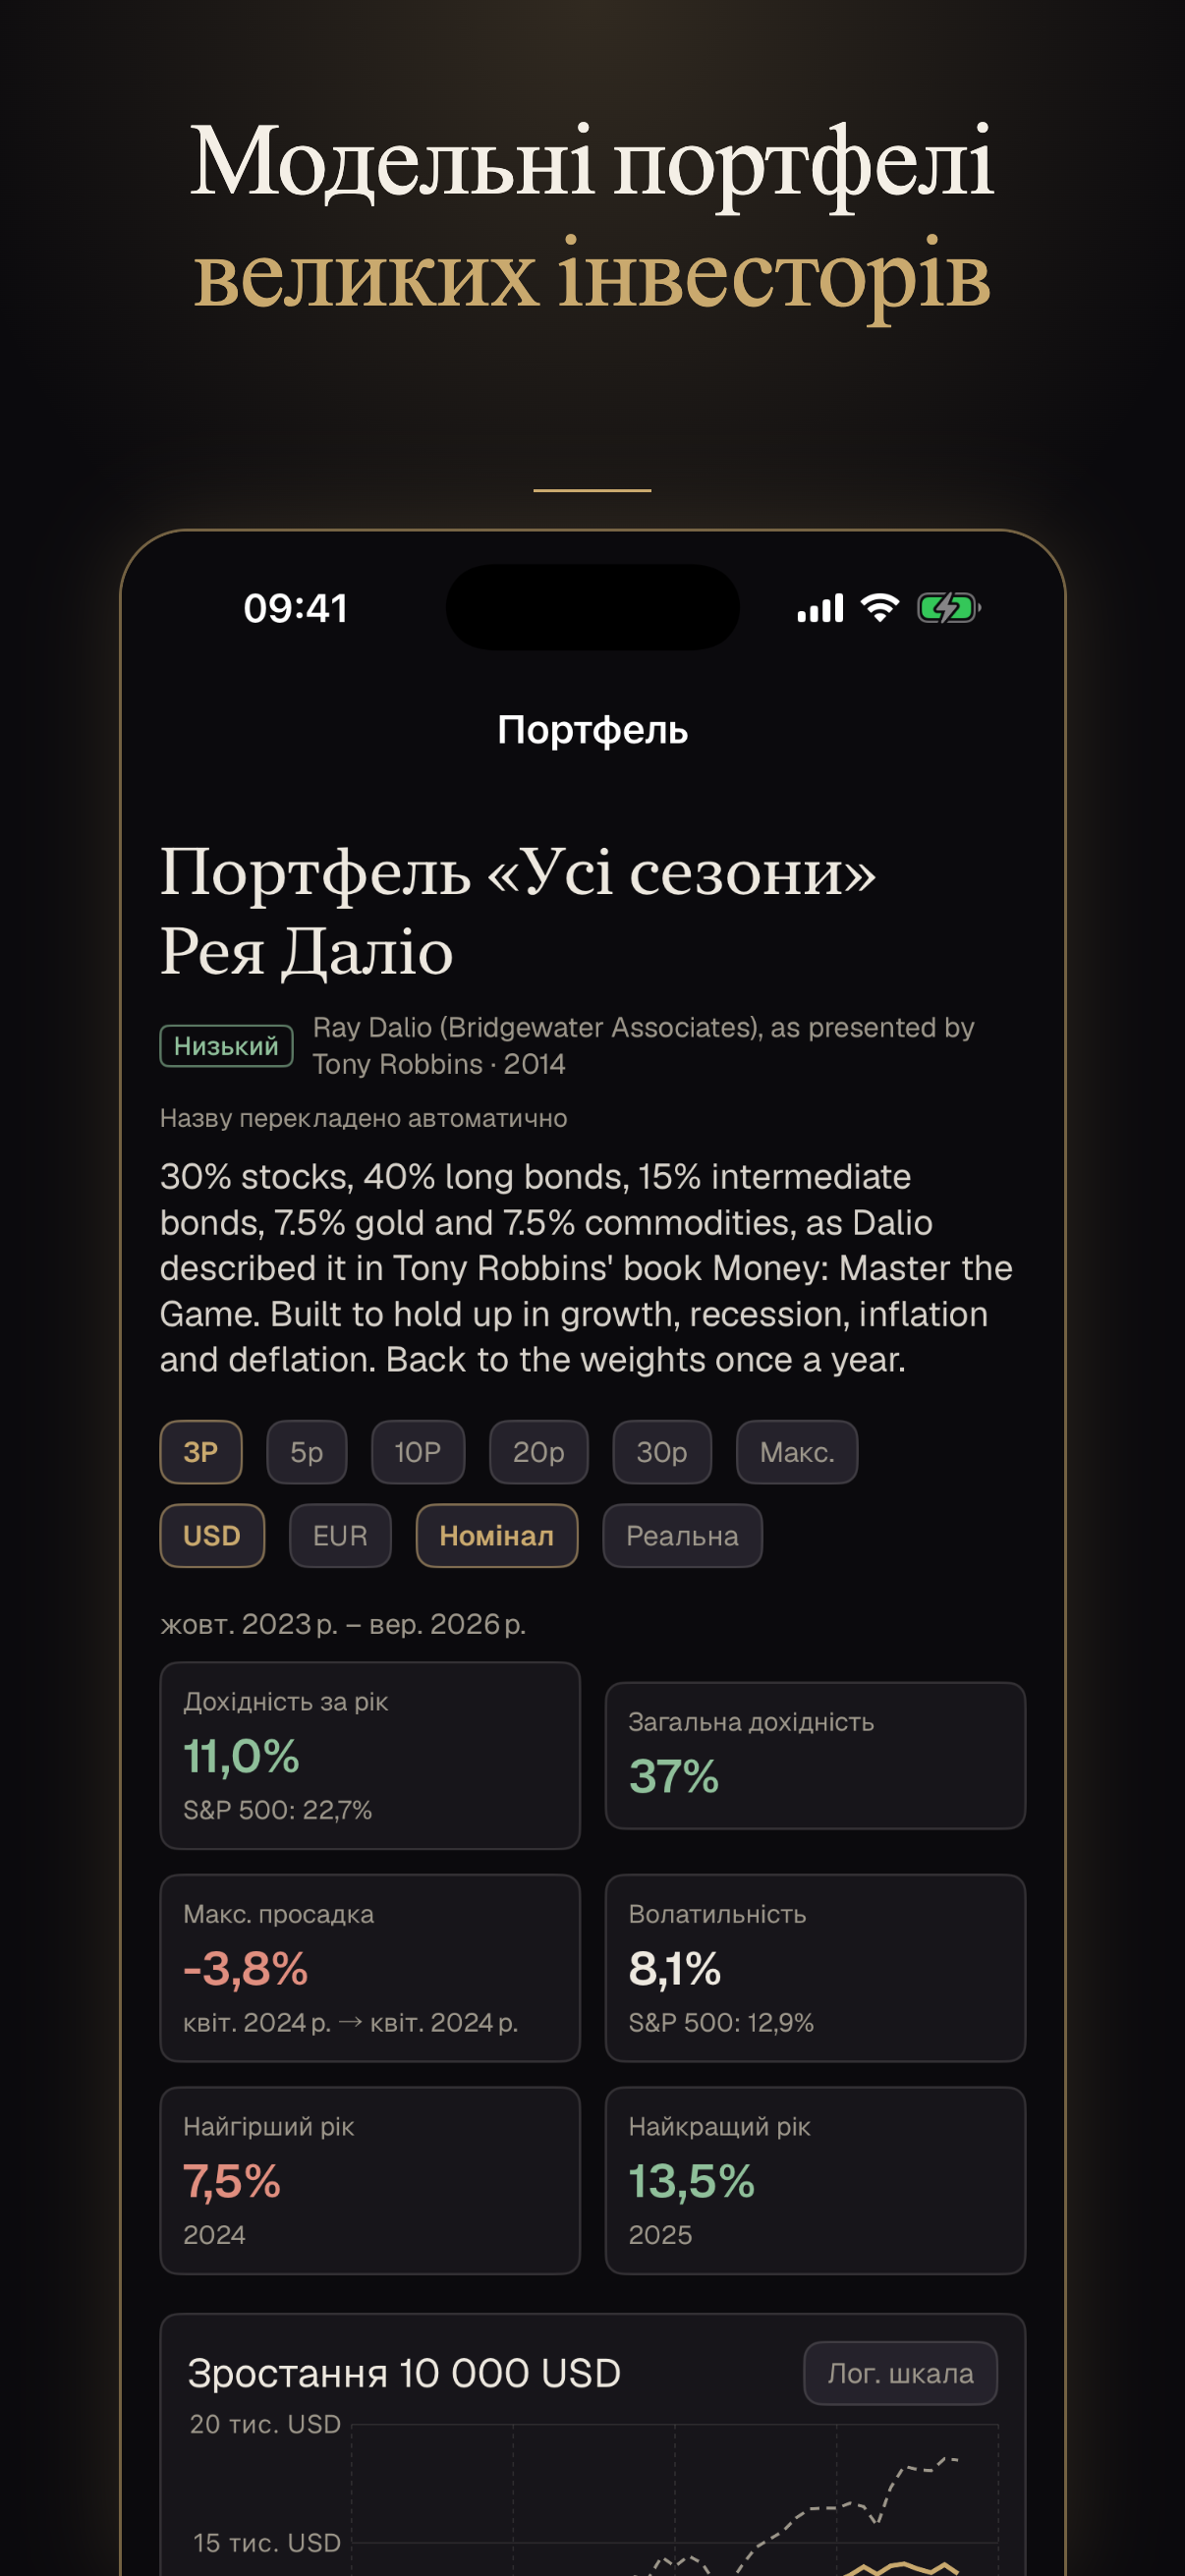 Модельні портфелі
великих інвесторів
09:41
Портфель
Портфель «Усі сезони»
Рея Даліо
Низький
Ray Dalio (Bridgewater Associates), as presented by
Tony Robbins · 2014
Назву перекладено автоматично
30% stocks, 40% long bonds, 15% intermediate
bonds, 7.5% gold and 7.5% commodities, as Dalio
described it in Tony Robbins' book Money: Master the
Game. Built to hold up in growth, recession, inflation
and deflation. Back to the weights once a year.
3Р 5р 10Р 20р 30р Макс.
USD EUR Номінал Реальна
жовт. 2023 р. – вер. 2026 р.
Дохідність за рік
11,0%
S&P 500: 22,7%
Загальна дохідність
37%
Макс. просадка
-3,8%
квіт. 2024 р. → квіт. 2024 р.
Волатильність
8,1%
S&P 500: 12,9%
Найгірший рік
7,5%
2024
Найкращий рік
13,5%
2025
Зростання 10 000 USD
Лог. шкала
20 тис. USD
15 тис. USD